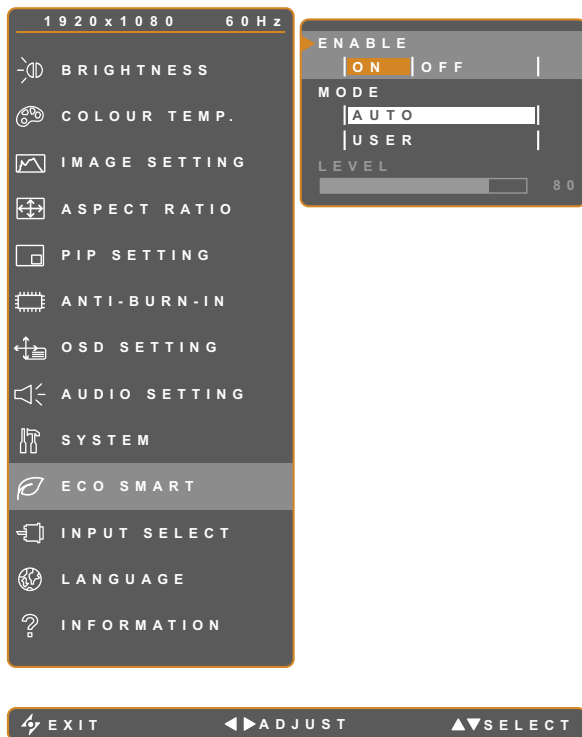 1920x1080 60Hz
BRIGHTNESS
COLOUR TEMP.
IMAGE SETTING
ASPECT RATIO
PIP SETTING
ANTI-BURN-IN
OSD SETTING
AUDIO SETTING
SYSTEM
ECO SMART
INPUT SELECT
LANGUAGE
INFORMATION
ENABLE
ON OFF
MODE
AUTO
USER
LEVEL
80
EXIT ADJUST SELECT